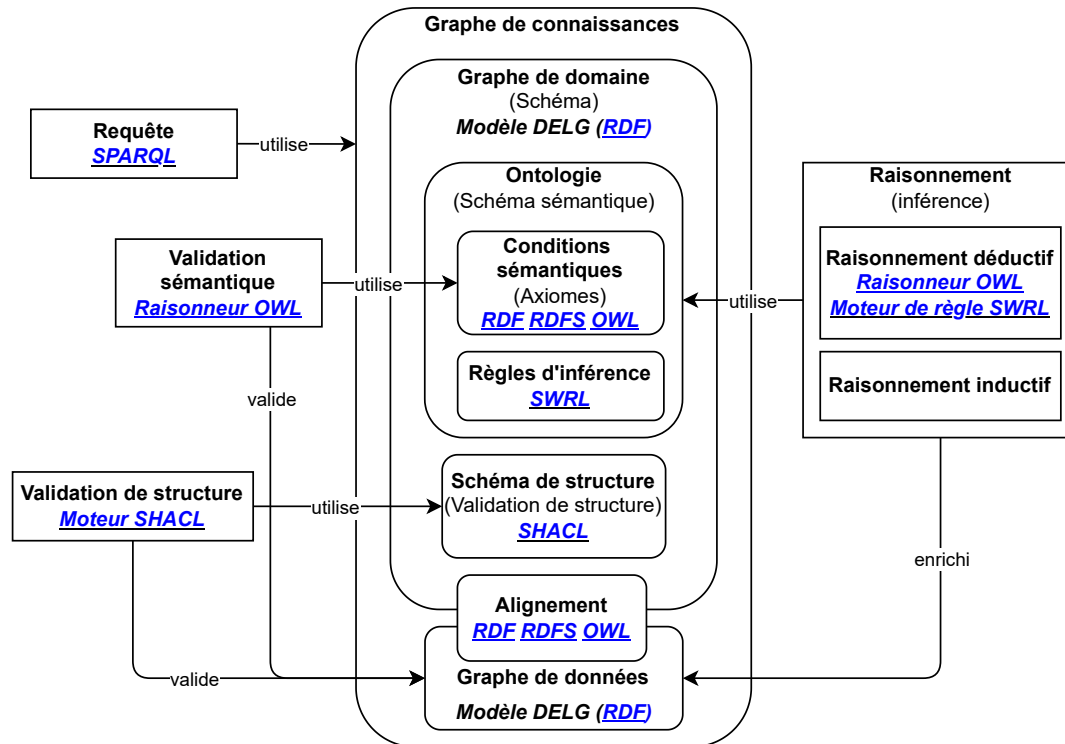 Graphe de connaissances
Graphe de domaine
(Schéma)
Modèle DELG (RDF)
Requête
SPARQL
utilise
Ontologie
(Schéma sémantique)
Raisonnement
(inférence)
Validation
sémantique
Raisonneur OWL
utilise
Conditions
sémantiques
(Axiomes)
RDF RDFS OWL
utilise
Raisonnement déductif
Raisonneur OWL
Moteur de règle SWRL
Règles d'inférence
SWRL
Raisonnement inductif
valide
Validation de structure
Moteur SHACL
utilise
Schéma de structure
(Validation de structure)
SHACL
enrichi
Alignement
RDF RDFS OWL
valide
Graphe de données
Modèle DELG (RDF)